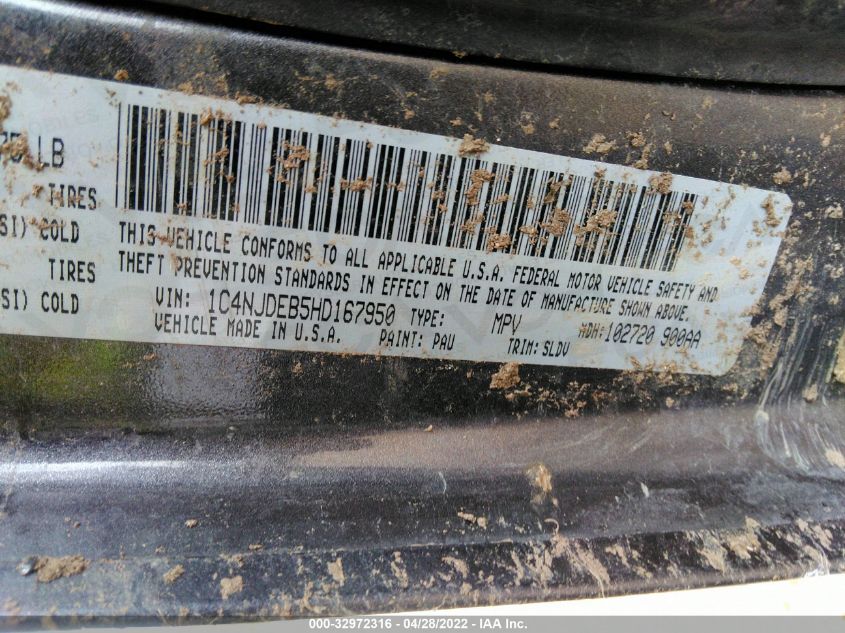 75 LB
TIRES
SI) COLD
TIRES
SI) COLD
THIS VEHICLE CONFORMS TO ALL APPLICABLE U.S.A. FEDERAL MOTOR VEHICLE SAFETY AND
THEFT PREVENTION STANDARDS IN EFFECT ON THE DATE OF MANUFACTURE SHOWN ABOVE.
VIN: 1C4NJDEB5HD167950 TYPE: MPV MDH:102720 900AA
VEHICLE MADE IN U.S.A. PAINT: PAU TRIM: SLDV
000-32972316 - 04/28/2022 - IAA Inc.